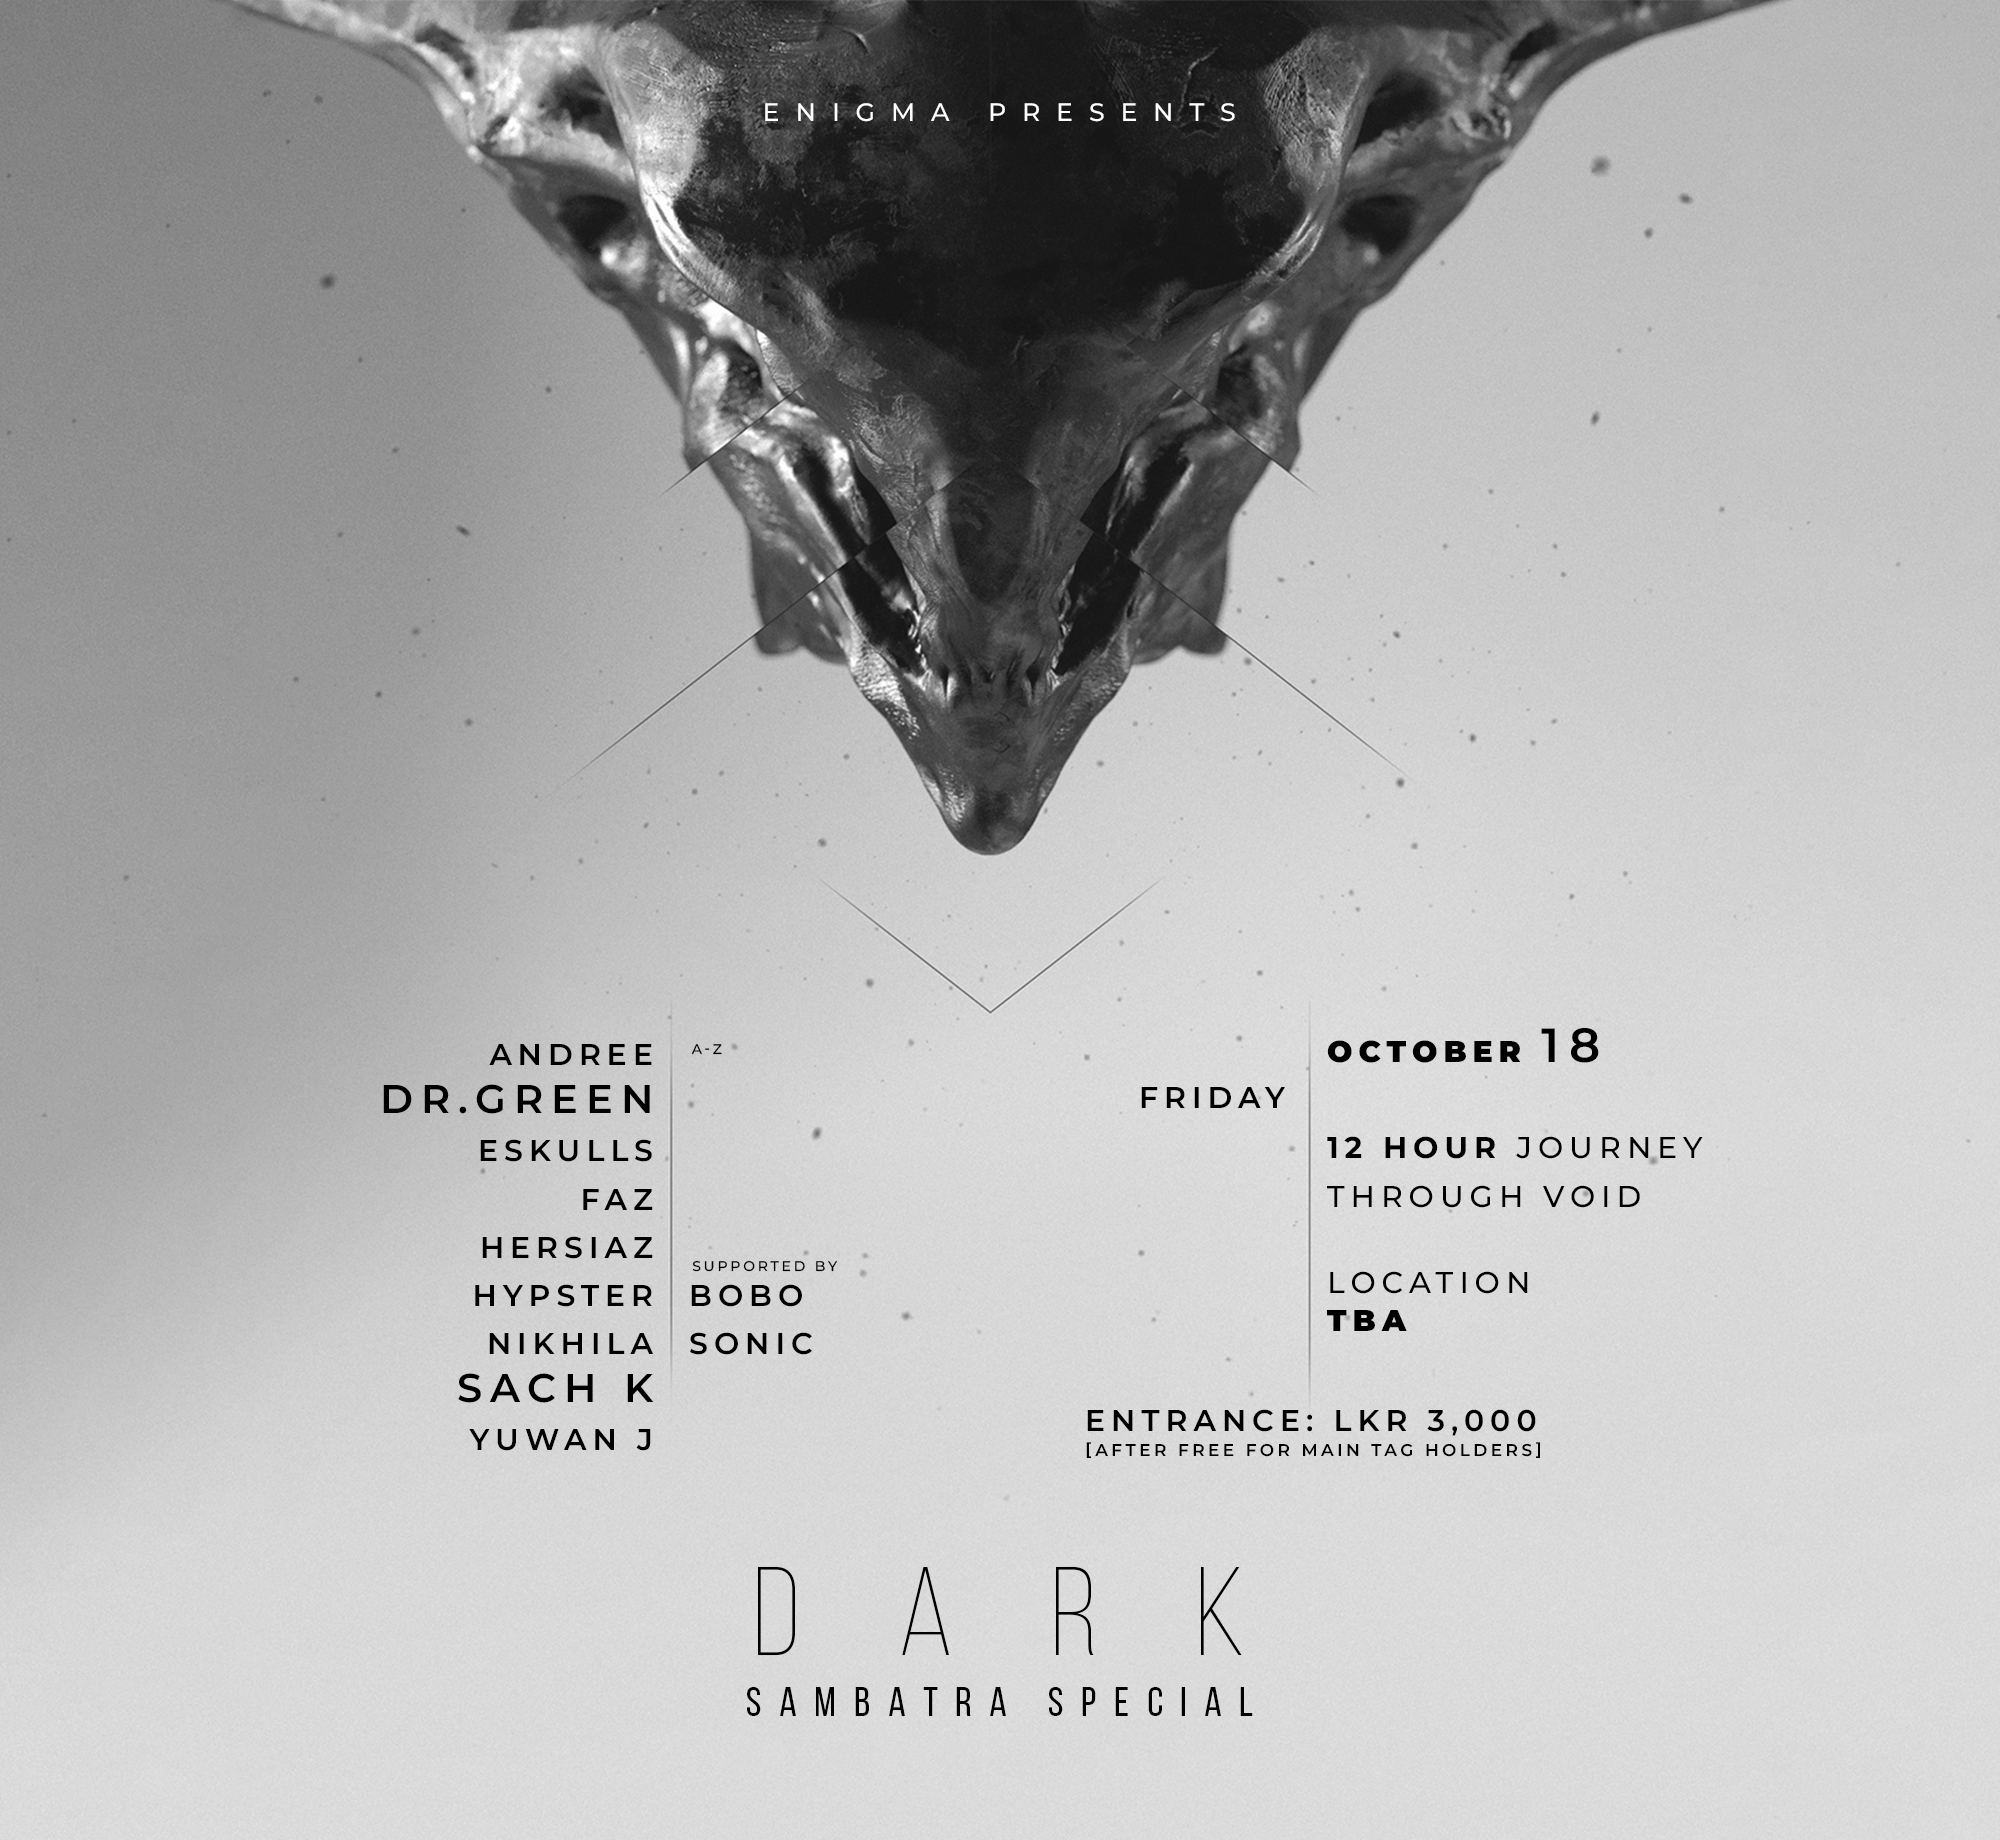 ENIGMA PRESENTS
ANDREE
DR.GREEN
ESKULLS
FAZ
HERSIAZ
HYPSTER
NIKHILA
SACH K
YUWAN J
A-Z
SUPPORTED BY
BOBO
SONIC
FRIDAY
OCTOBER 18
12 HOUR JOURNEY
THROUGH VOID
LOCATION
TBA
ENTRANCE: LKR 3,000
[AFTER FREE FOR MAIN TAG HOLDERS]
DARK
SAMBATRA SPECIAL